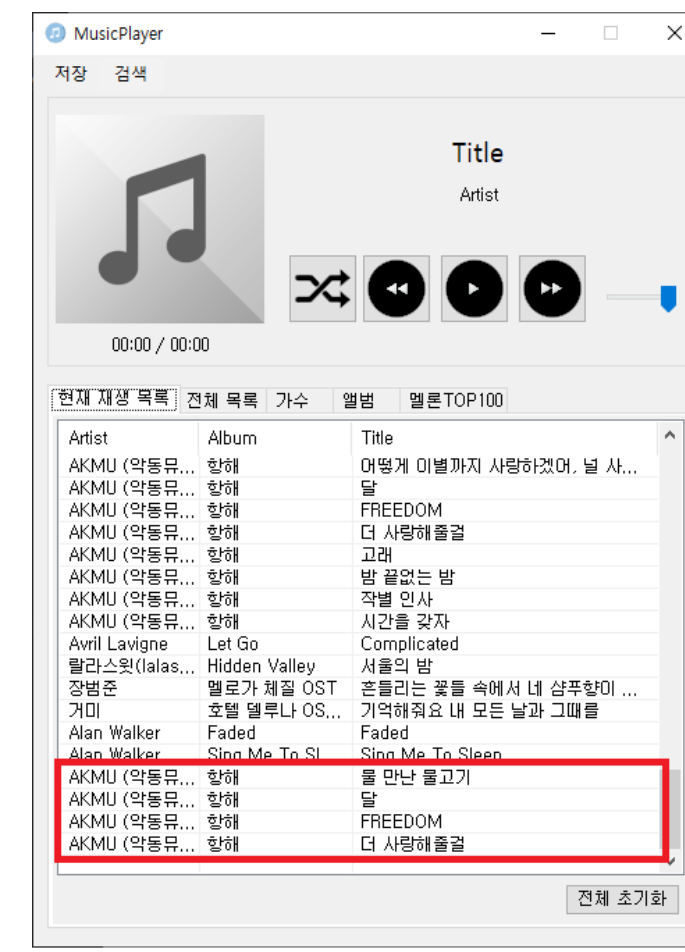 MusicPlayer
저장 검색
Title
Artist
00:00 / 00:00
현재 재생 목록 전체 목록 가수 앨범 멜론TOP100
Artist Album Title
AKMU (악동뮤... 항해 어떻게 이별까지 사랑하겠어, 널 사...
AKMU (악동뮤... 항해 달
AKMU (악동뮤... 항해 FREEDOM
AKMU (악동뮤... 항해 더 사랑해줄걸
AKMU (악동뮤... 항해 고래
AKMU (악동뮤... 항해 밤 끝없는 밤
AKMU (악동뮤... 항해 작별 인사
AKMU (악동뮤... 항해 시간을 갖자
Avril Lavigne Let Go Complicated
랄라스윗(lalas... Hidden Valley 서울의 밤
장범준 멜로가 체질 OST 흔들리는 꽃들 속에서 네 샴푸향이 ...
거미 호텔 델루나 OS... 기억해줘요 내 모든 날과 그때를
Alan Walker Faded Faded
Alan Walker Sing Me To Sl... Sing Me To Sleep
AKMU (악동뮤... 항해 물 만난 물고기
AKMU (악동뮤... 항해 달
AKMU (악동뮤... 항해 FREEDOM
AKMU (악동뮤... 항해 더 사랑해줄걸
전체 초기화